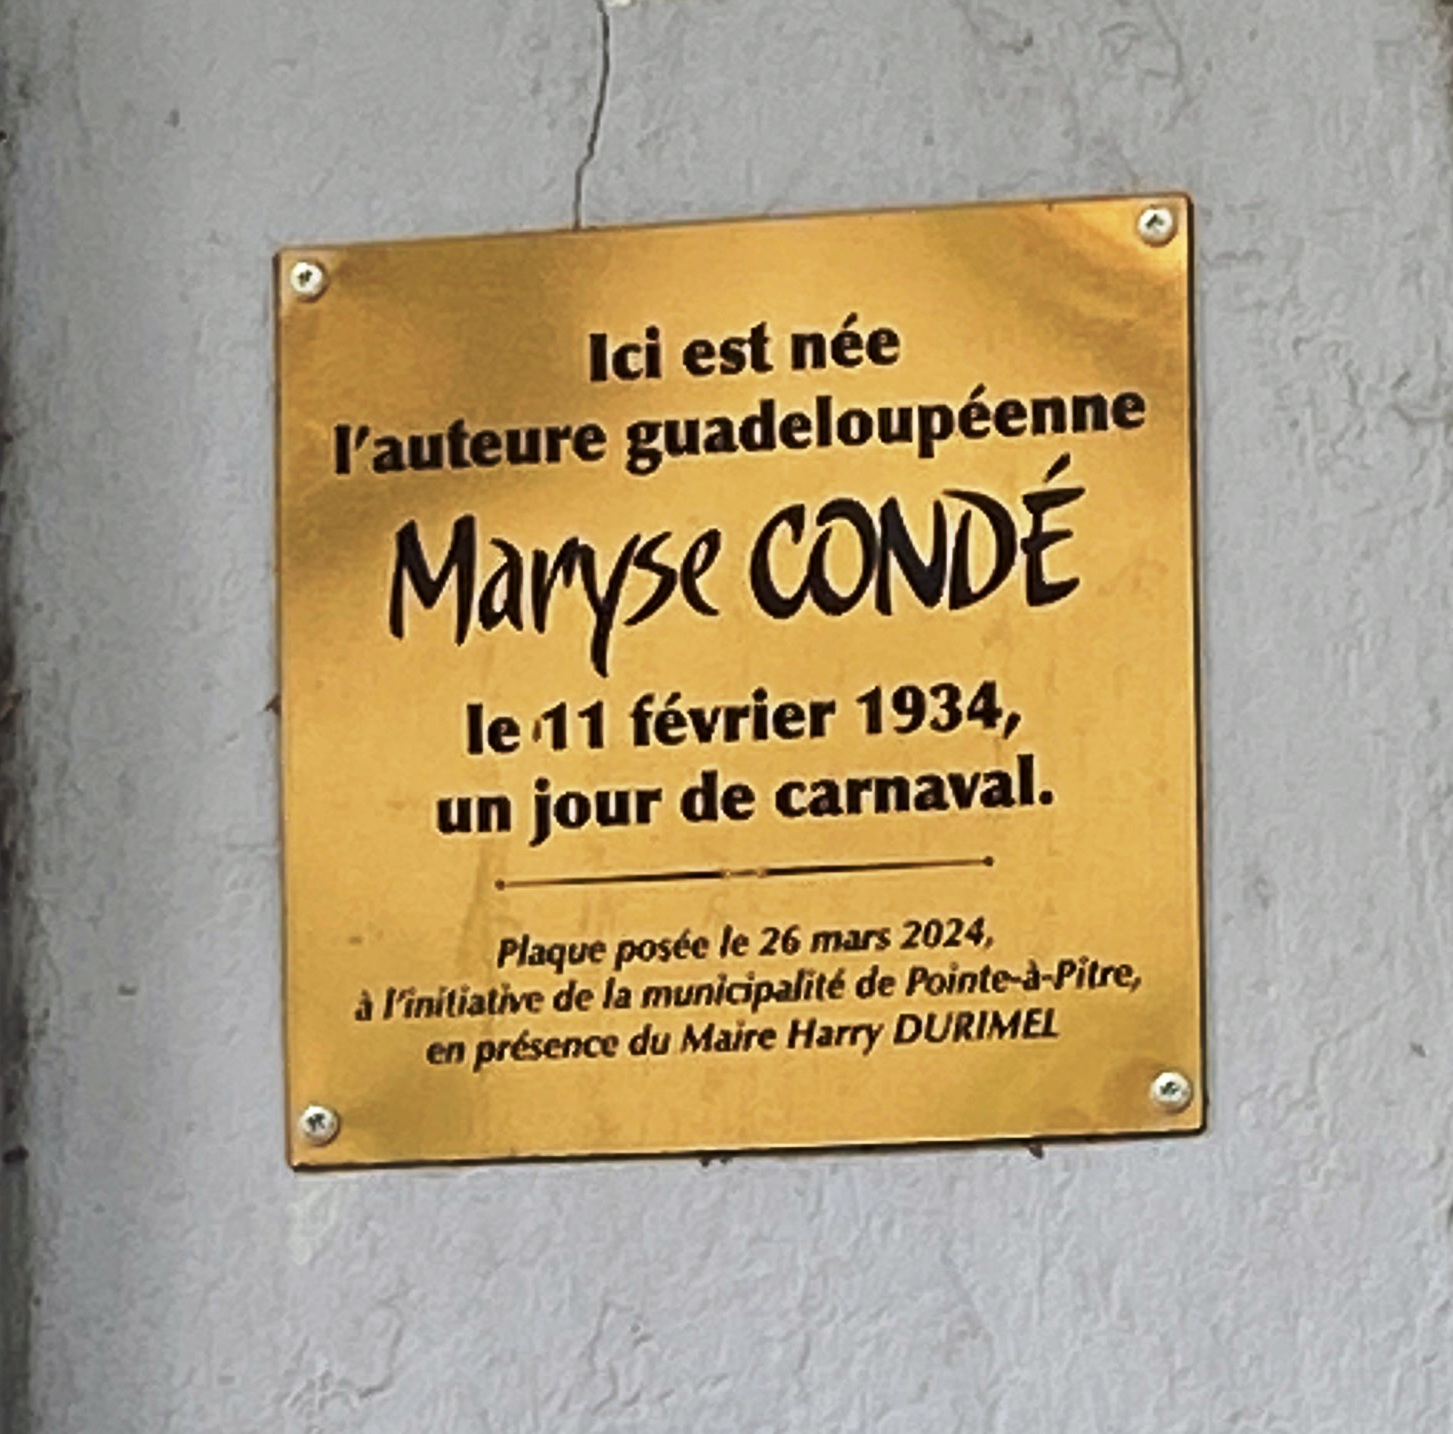 Ici est née
l'auteure guadeloupéenne
Maryse CONDÉ
le 11 février 1934,
un jour de carnaval.
Plaque posée le 26 mars 2024,
à l'initiative de la municipalité de Pointe-à-Pitre,
en présence du Maire Harry DURIMEL